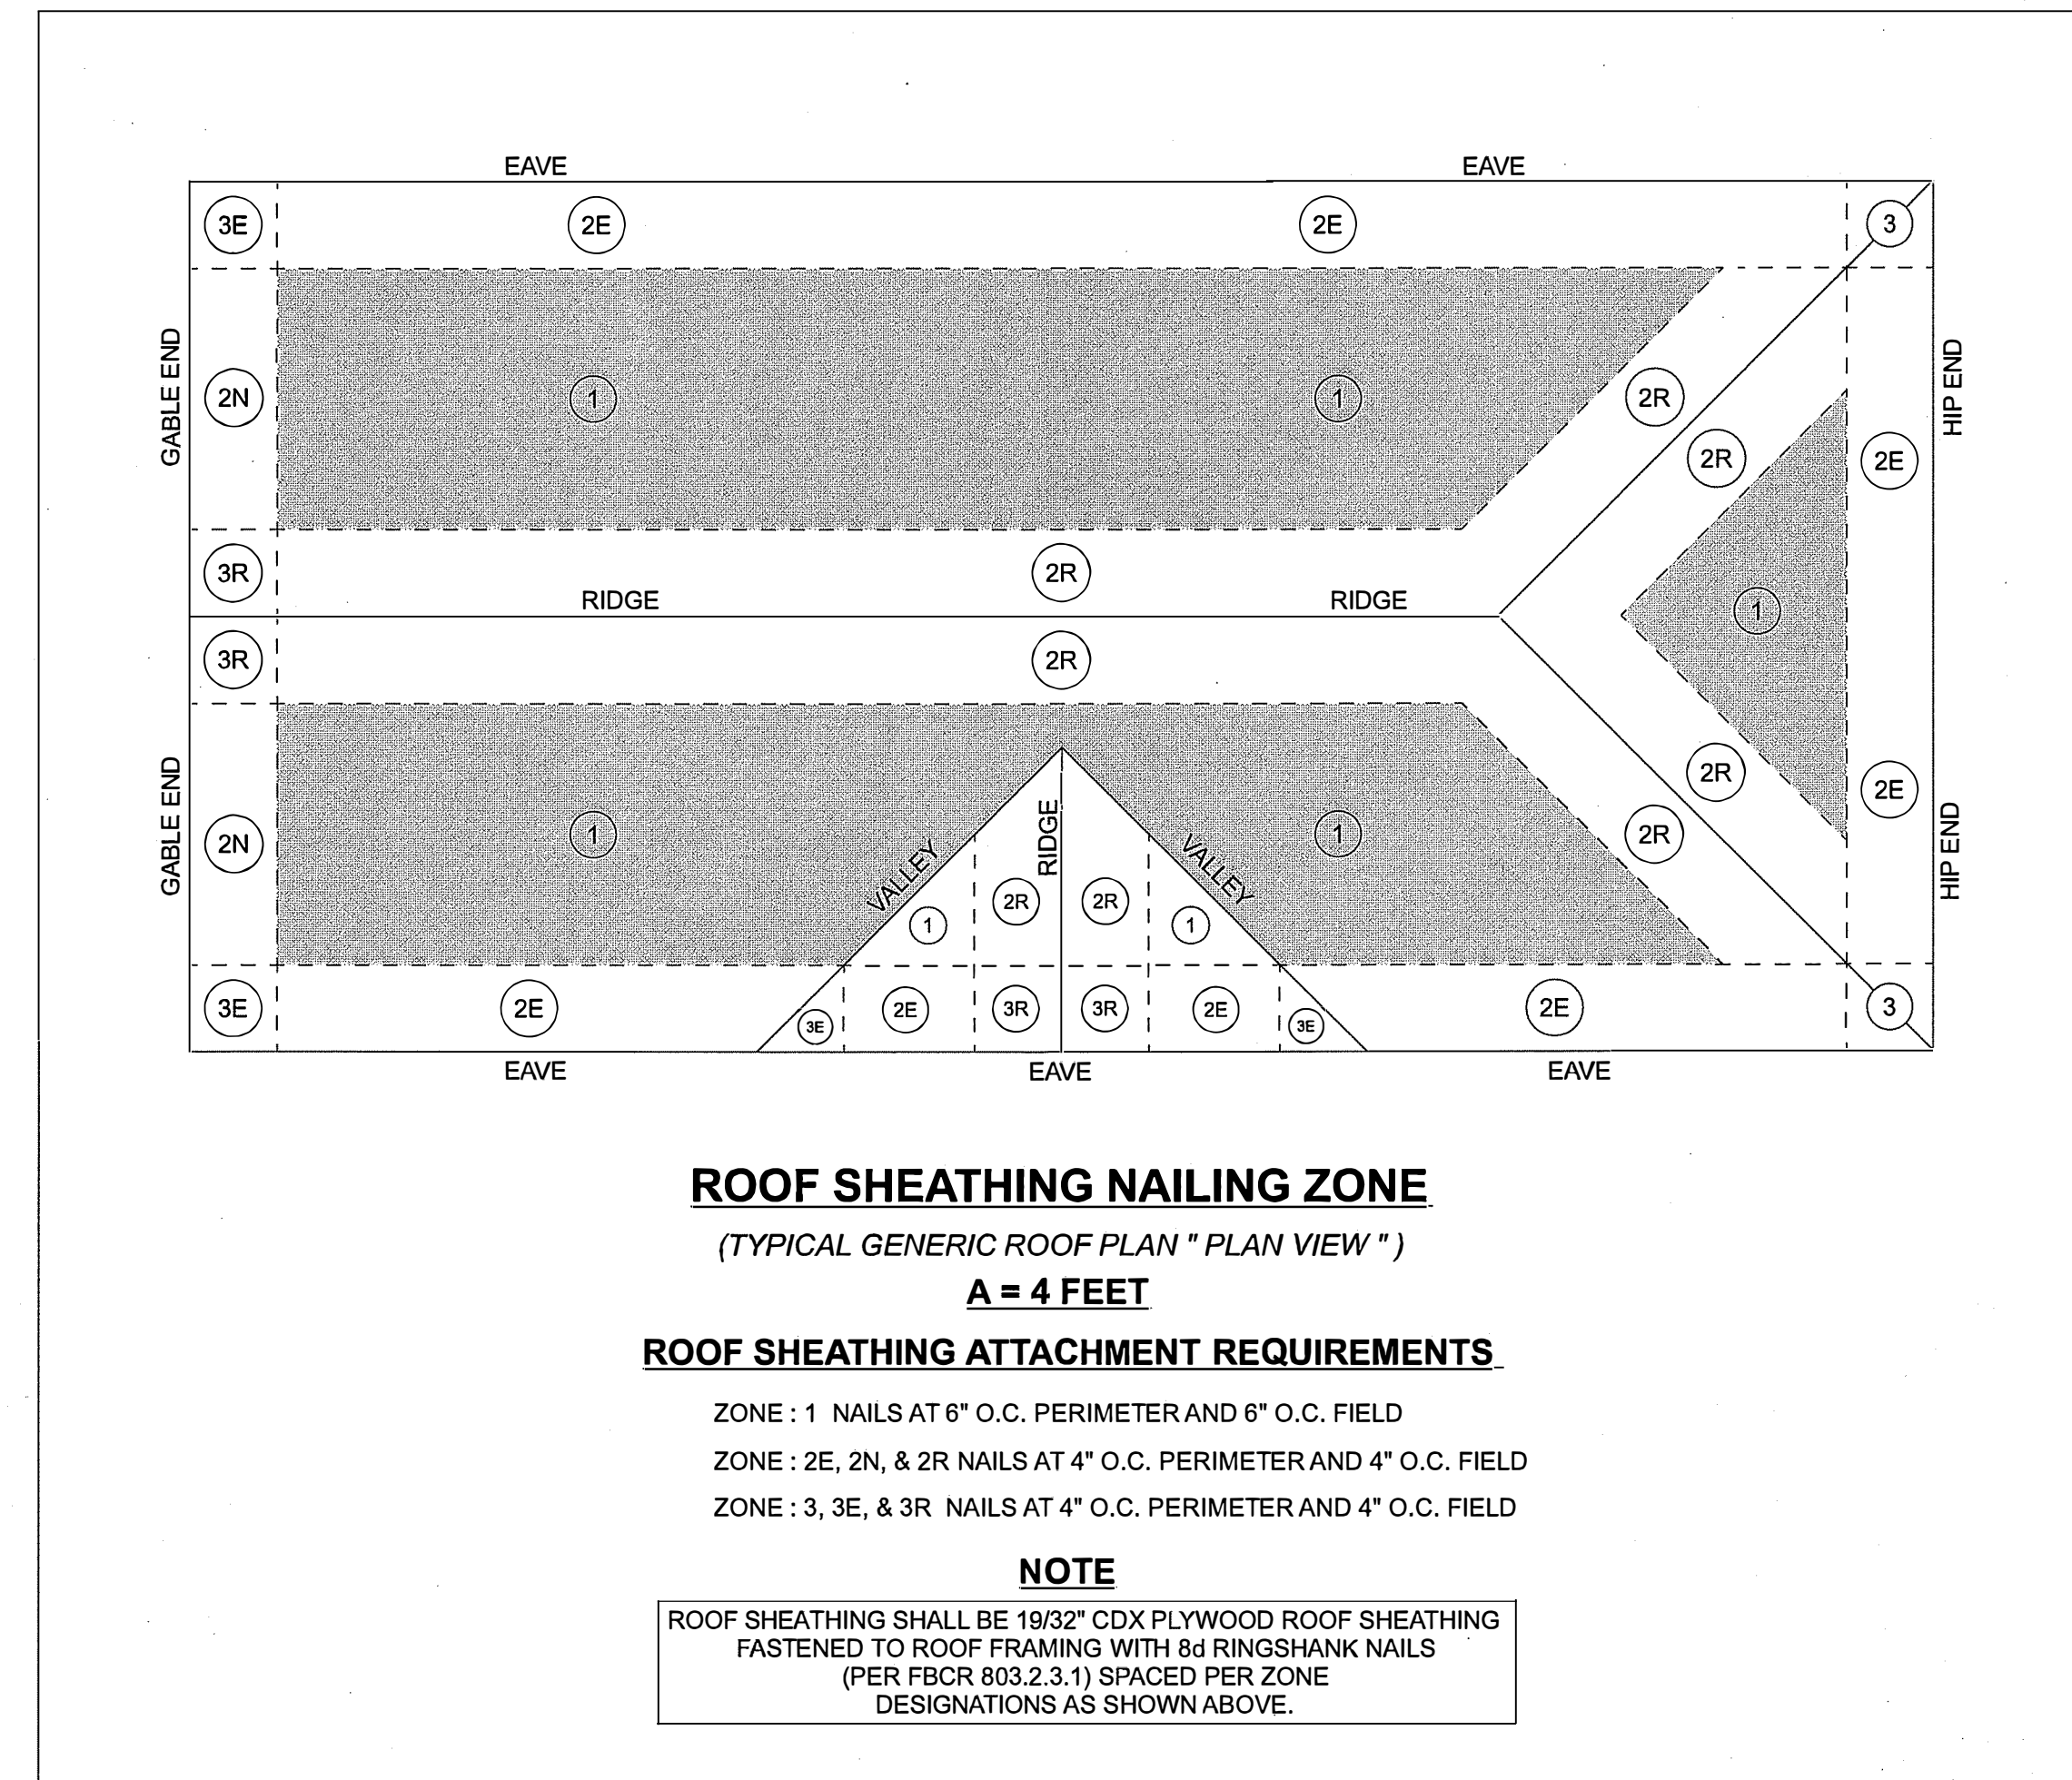 EAVE EAVE
3E 2E 2E 3
GABLE END 2N 1 1 2R HIP END
2R 2E
3R 2R
RIDGE RIDGE 1
3R 2R
2R 2E
GABLE END 2N 1 VALLEY RIDGE VALLEY 1 2R HIP END
1 2R 2R 1
3E 2E 3E 2E 3R 3R 2E 3E 2E 3
EAVE EAVE EAVE
ROOF SHEATHING NAILING ZONE
(TYPICAL GENERIC ROOF PLAN " PLAN VIEW " )
A = 4 FEET
ROOF SHEATHING ATTACHMENT REQUIREMENTS
ZONE : 1 NAILS AT 6" O.C. PERIMETER AND 6" O.C. FIELD
ZONE : 2E, 2N, & 2R NAILS AT 4" O.C. PERIMETER AND 4" O.C. FIELD
ZONE : 3, 3E, & 3R NAILS AT 4" O.C. PERIMETER AND 4" O.C. FIELD
NOTE
ROOF SHEATHING SHALL BE 19/32" CDX PLYWOOD ROOF SHEATHING
FASTENED TO ROOF FRAMING WITH 8d RINGSHANK NAILS
(PER FBCR 803.2.3.1) SPACED PER ZONE
DESIGNATIONS AS SHOWN ABOVE.